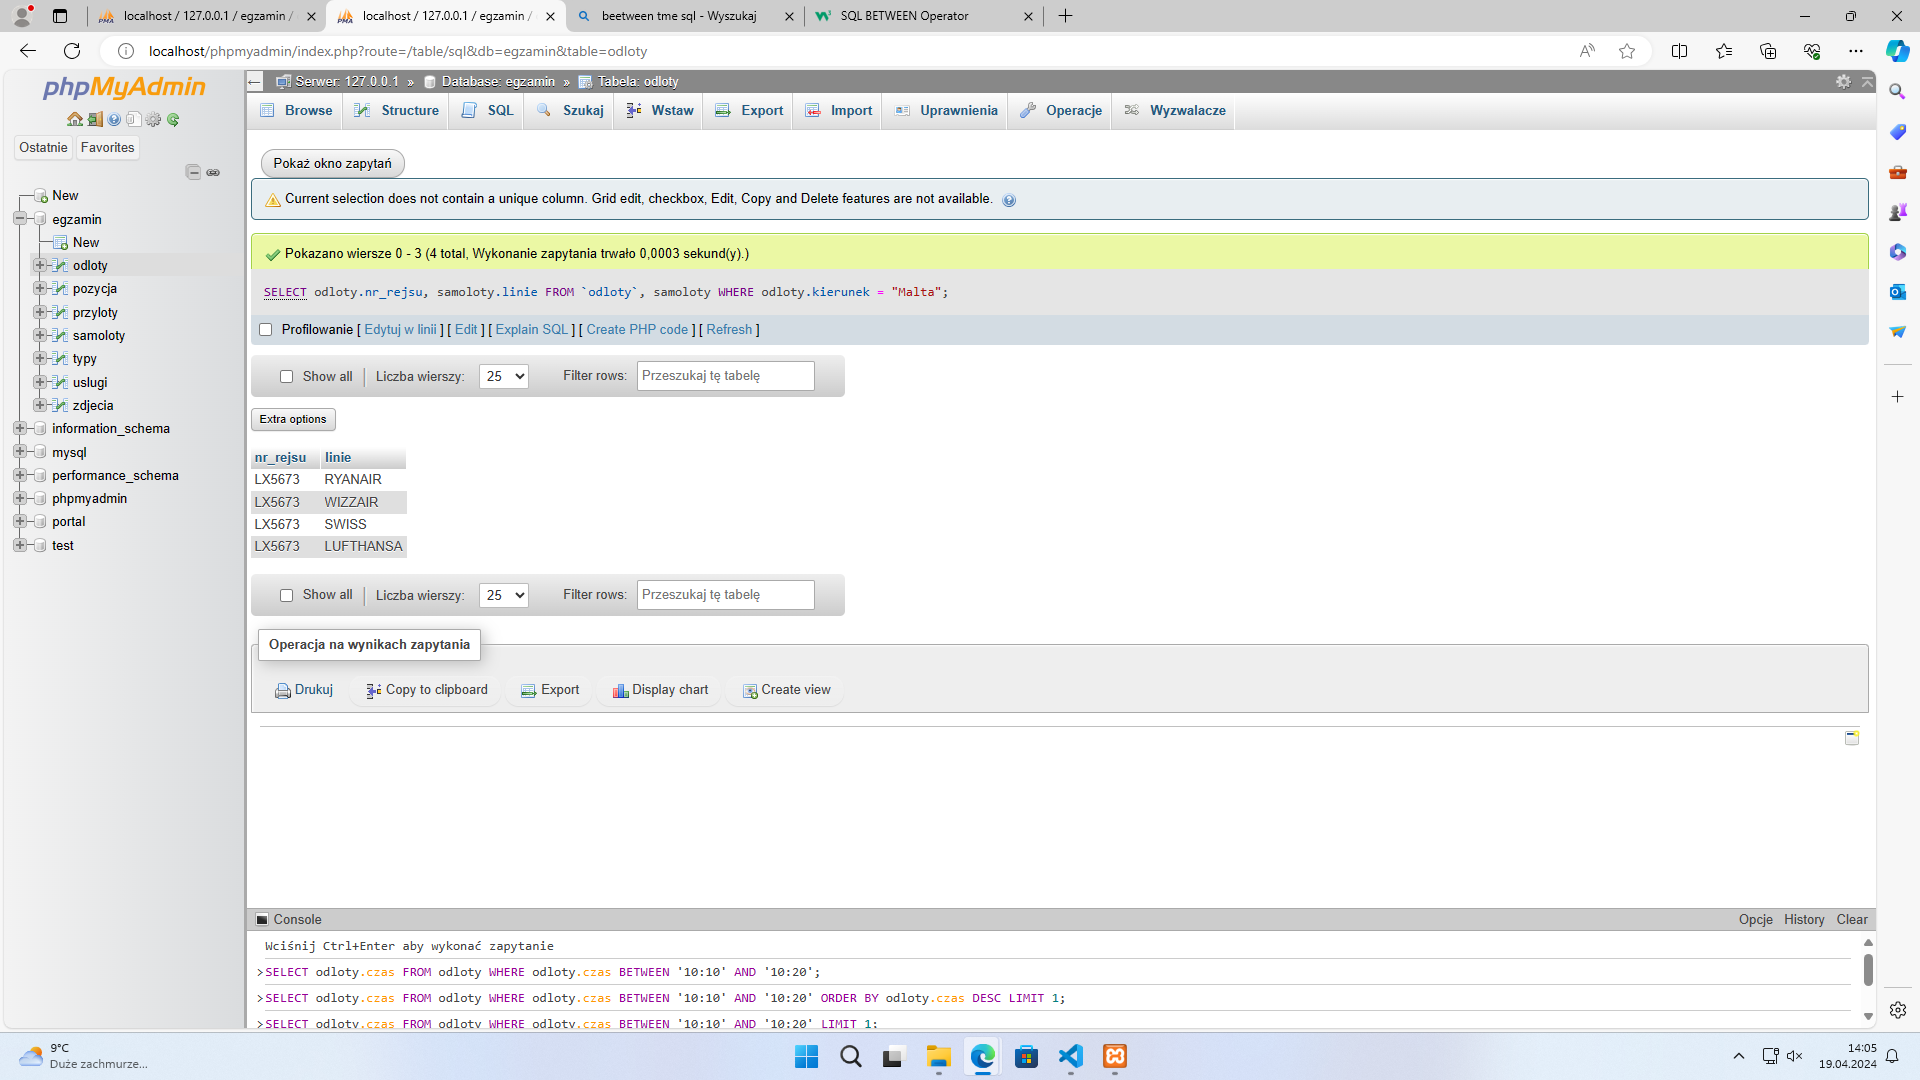 localhost / 127.0.0.1 / egzamin /
localhost / 127.0.0.1 / egzamin /
beetween tme sql - Wyszukaj
SQL BETWEEN Operator
localhost/phpmyadmin/index.php?route=/table/sql&db=egzamin&table=odloty
phpMyAdmin
Ostatnie
Favorites
New
egzamin
New
odloty
pozycja
przyloty
samoloty
typy
uslugi
zdjecia
information_schema
mysql
performance_schema
phpmyadmin
portal
test
Serwer: 127.0.0.1 » Database: egzamin » Tabela: odloty
Browse
Structure
SQL
Szukaj
Wstaw
Export
Import
Uprawnienia
Operacje
Wyzwalacze
Pokaż okno zapytań
Current selection does not contain a unique column. Grid edit, checkbox, Edit, Copy and Delete features are not available.
Pokazano wiersze 0 - 3 (4 total, Wykonanie zapytania trwało 0,0003 sekund(y).)
SELECT odloty.nr_rejsu, samoloty.linie FROM `odloty`, samoloty WHERE odloty.kierunek = "Malta";
Profilowanie [ Edytuj w linii ] [ Edit ] [ Explain SQL ] [ Create PHP code ] [ Refresh ]
Show all
Liczba wierszy:
25
Filter rows:
Przeszukaj tę tabelę
Extra options
nr_rejsu linie
LX5673 RYANAIR
LX5673 WIZZAIR
LX5673 SWISS
LX5673 LUFTHANSA
Show all
Liczba wierszy:
25
Filter rows:
Przeszukaj tę tabelę
Operacja na wynikach zapytania
Drukuj
Copy to clipboard
Export
Display chart
Create view
Console
Opcje
History
Clear
Wciśnij Ctrl+Enter aby wykonać zapytanie
>SELECT odloty.czas FROM odloty WHERE odloty.czas BETWEEN '10:10' AND '10:20';
>SELECT odloty.czas FROM odloty WHERE odloty.czas BETWEEN '10:10' AND '10:20' ORDER BY odloty.czas DESC LIMIT 1;
>SELECT odloty.czas FROM odloty WHERE odloty.czas BETWEEN '10:10' AND '10:20' LIMIT 1;
9°C
Duże zachmurze...
14:05
19.04.2024